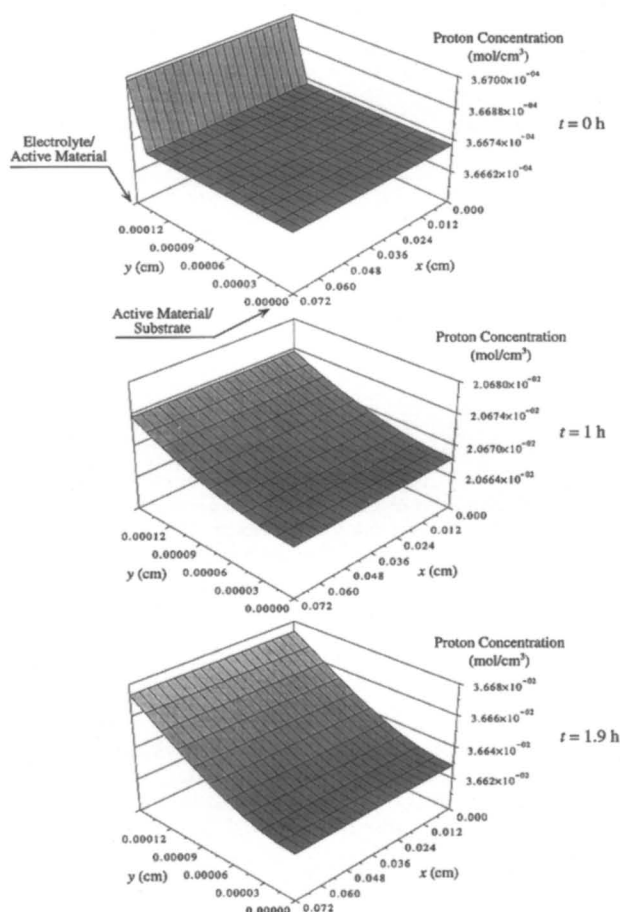 Proton Concentration
(mol/cm³)
3.6700×10⁻⁰⁴
3.6688×10⁻⁰⁴
3.6674×10⁻⁰⁴
3.6662×10⁻⁰⁴
t = 0 h
Electrolyte/
Active Material
0.00012
0.00009
0.00006
0.00003
0.00000
y (cm)
0.000
0.012
0.024
0.036
0.048
0.060
0.072
x (cm)
Active Material/
Substrate
Proton Concentration
(mol/cm³)
2.0680×10⁻⁰²
2.0674×10⁻⁰²
2.0670×10⁻⁰²
2.0664×10⁻⁰²
t = 1 h
0.00012
0.00009
0.00006
0.00003
0.00000
y (cm)
0.000
0.012
0.024
0.036
0.048
0.060
0.072
x (cm)
Proton Concentration
(mol/cm³)
3.668×10⁻⁰²
3.666×10⁻⁰²
3.664×10⁻⁰²
3.662×10⁻⁰²
t = 1.9 h
0.00012
0.00009
0.00006
0.00003
0.00000
y (cm)
0.000
0.012
0.024
0.036
0.048
0.060
0.072
x (cm)